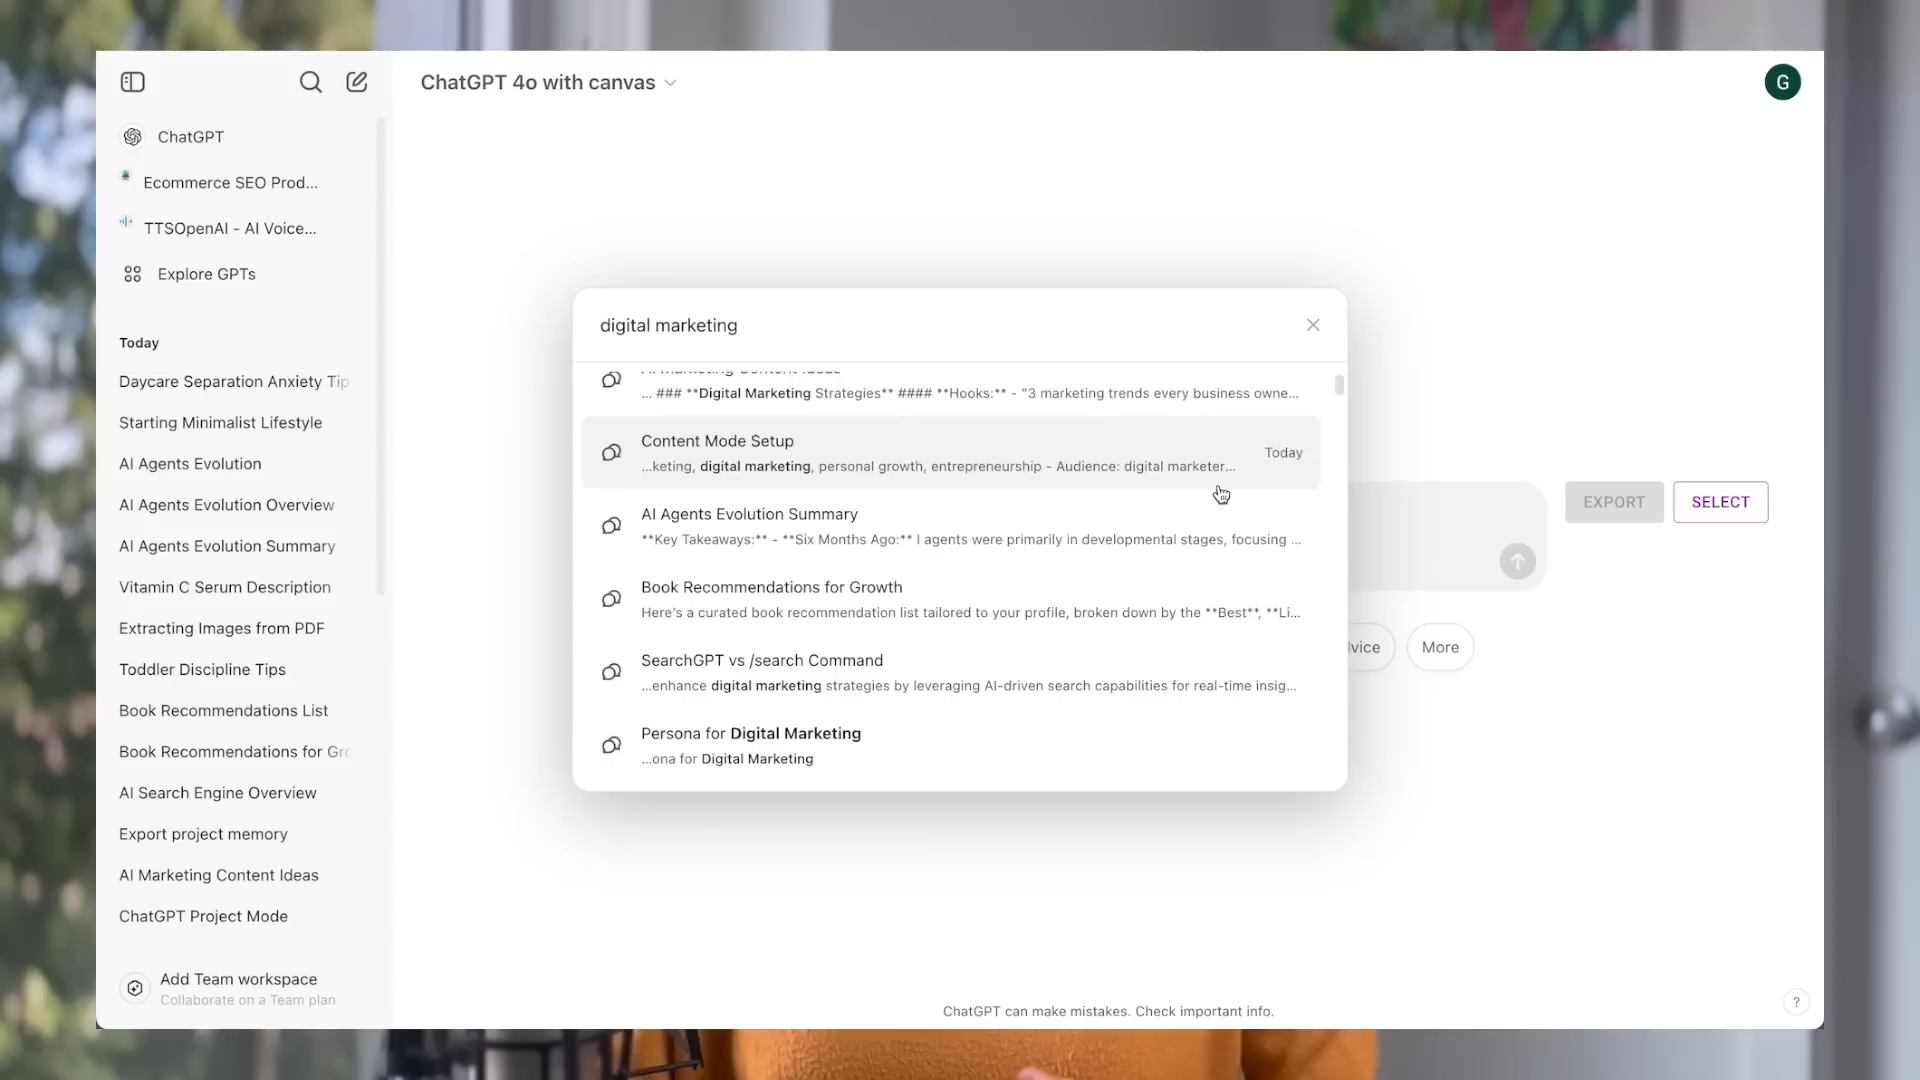 ChatGPT 4o with canvas
G
ChatGPT
Ecommerce SEO Prod...
TTSOpenAI - AI Voice...
Explore GPTs
Today
Daycare Separation Anxiety Tip
Starting Minimalist Lifestyle
AI Agents Evolution
AI Agents Evolution Overview
AI Agents Evolution Summary
Vitamin C Serum Description
Extracting Images from PDF
Toddler Discipline Tips
Book Recommendations List
Book Recommendations for Gro
AI Search Engine Overview
Export project memory
AI Marketing Content Ideas
ChatGPT Project Mode
Add Team workspace
Collaborate on a Team plan
digital marketing
AI Marketing Content Ideas
... ### **Digital Marketing Strategies** #### **Hooks:** - "3 marketing trends every business owne...
Content Mode Setup
...keting, digital marketing, personal growth, entrepreneurship - Audience: digital marketer...
Today
AI Agents Evolution Summary
**Key Takeaways:** - **Six Months Ago:** I agents were primarily in developmental stages, focusing ...
Book Recommendations for Growth
Here's a curated book recommendation list tailored to your profile, broken down by the **Best**, **Li...
SearchGPT vs /search Command
...enhance digital marketing strategies by leveraging AI-driven search capabilities for real-time insig...
Persona for Digital Marketing
...ona for Digital Marketing
EXPORT
SELECT
lvice
More
ChatGPT can make mistakes. Check important info.
?